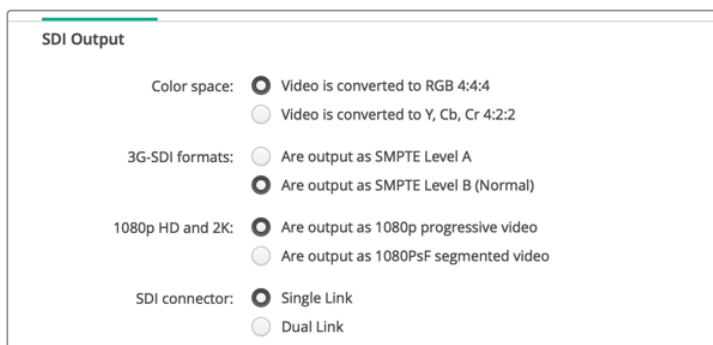 SDI Output
Color space: Video is converted to RGB 4:4:4
Video is converted to Y, Cb, Cr 4:2:2
3G-SDI formats: Are output as SMPTE Level A
Are output as SMPTE Level B (Normal)
1080p HD and 2K: Are output as 1080p progressive video
Are output as 1080PsF segmented video
SDI connector: Single Link
Dual Link